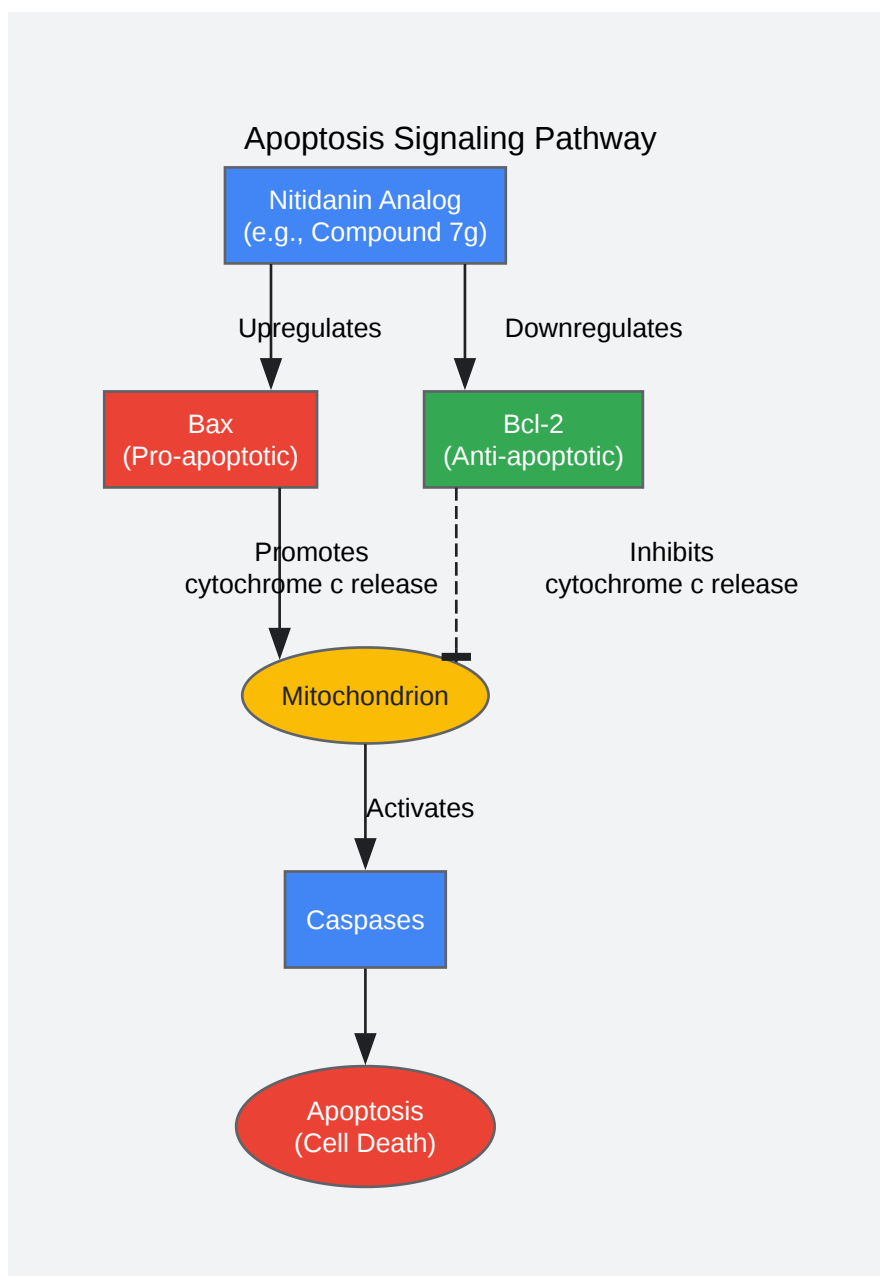 Apoptosis Signaling Pathway
Nitidanin Analog
(e.g., Compound 7g)
Upregulates
Downregulates
Bax
(Pro-apoptotic)
Bcl-2
(Anti-apoptotic)
Promotes
cytochrome c release
Inhibits
cytochrome c release
Mitochondrion
Activates
Caspases
Apoptosis
(Cell Death)